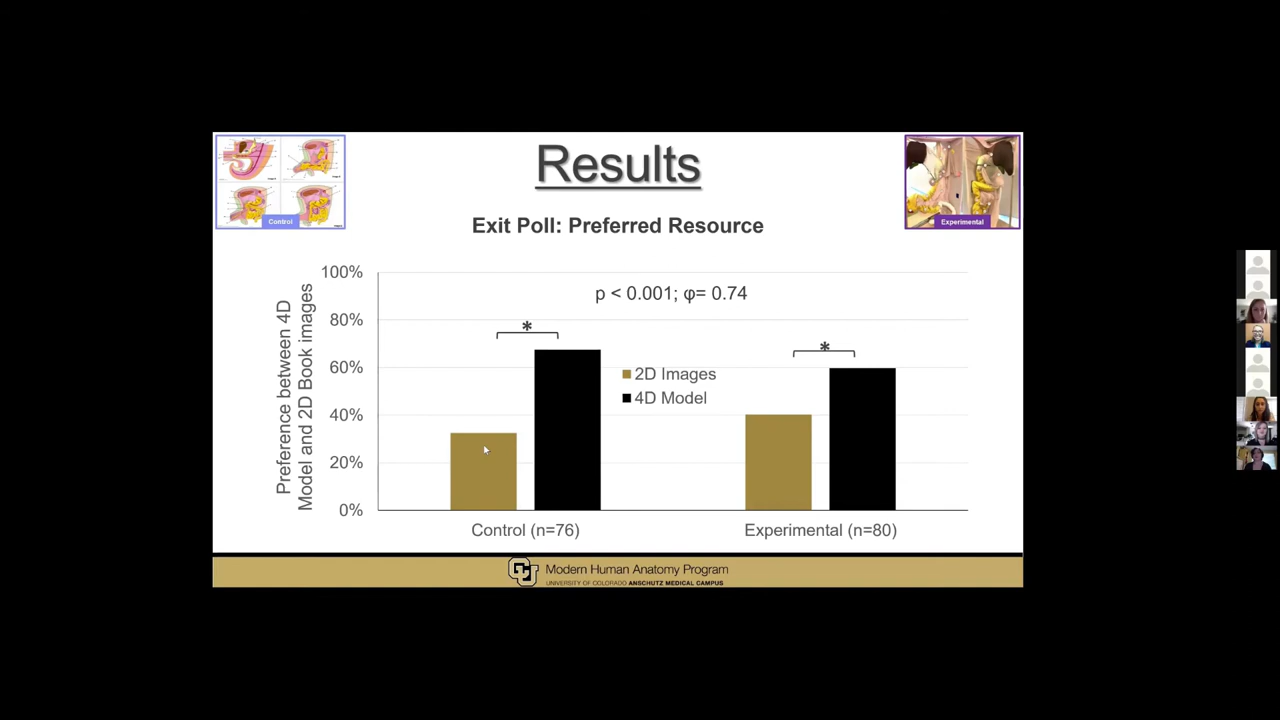 Results
Control
Experimental
Exit Poll: Preferred Resource
Preference between 4D
Model and 2D Book images
100%
80%
60%
40%
20%
0%
p < 0.001; φ= 0.74
*
*
2D Images
4D Model
Control (n=76)
Experimental (n=80)
Modern Human Anatomy Program
UNIVERSITY OF COLORADO ANSCHUTZ MEDICAL CAMPUS